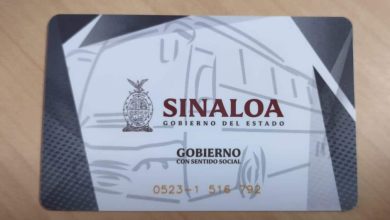 SINALOA
GOBIERNO DEL ESTADO
GOBIERNO
CON SENTIDO SOCIAL
0523-1 516 792